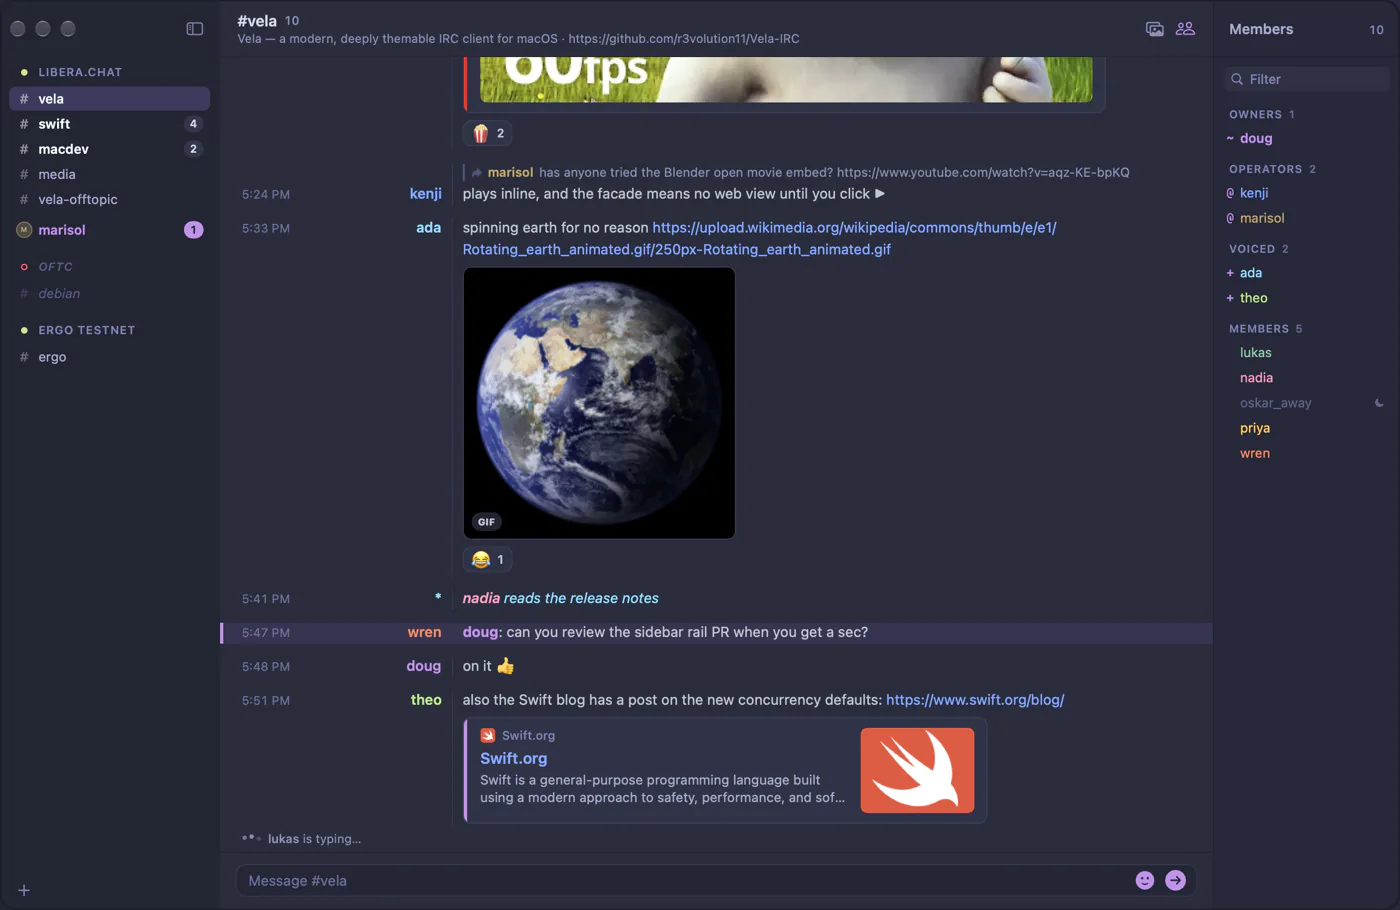 LIBERA.CHAT
# vela
# swift 4
# macdev 2
# media
# vela-offtopic
M marisol 1
OFTC
# debian
ERGO TESTNET
# ergo
#vela 10
Vela — a modern, deeply themable IRC client for macOS · https://github.com/r3volution11/Vela-IRC
60fps
🍿 2
marisol has anyone tried the Blender open movie embed? https://www.youtube.com/watch?v=aqz-KE-bpKQ
5:24 PM kenji plays inline, and the facade means no web view until you click ▶
5:33 PM ada spinning earth for no reason https://upload.wikimedia.org/wikipedia/commons/thumb/e/e1/
Rotating_earth_animated.gif/250px-Rotating_earth_animated.gif
GIF
😂 1
5:41 PM * nadia reads the release notes
5:47 PM wren doug: can you review the sidebar rail PR when you get a sec?
5:48 PM doug on it 👍
5:51 PM theo also the Swift blog has a post on the new concurrency defaults: https://www.swift.org/blog/
Swift.org
Swift.org
Swift is a general-purpose programming language built
using a modern approach to safety, performance, and sof...
lukas is typing...
Message #vela
Members 10
Filter
OWNERS 1
~ doug
OPERATORS 2
@ kenji
@ marisol
VOICED 2
+ ada
+ theo
MEMBERS 5
lukas
nadia
oskar_away
priya
wren